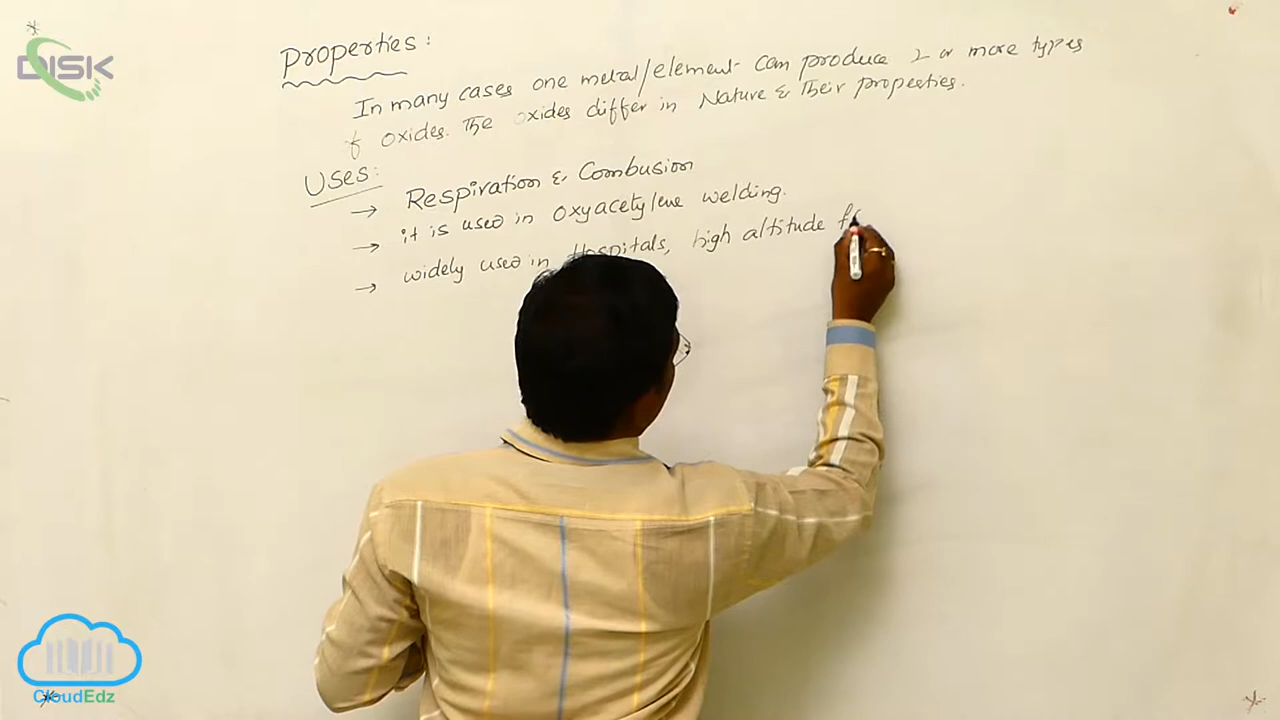 DISK
Properties:
In many cases one metal/element can produce 2 or more types
of oxides. The oxides differ in Nature & Their properties.
Uses:
→ Respiration & Combusion
→ it is used in oxyacetylene welding.
→ widely used in Hospitals, high altitude
CloudEdz